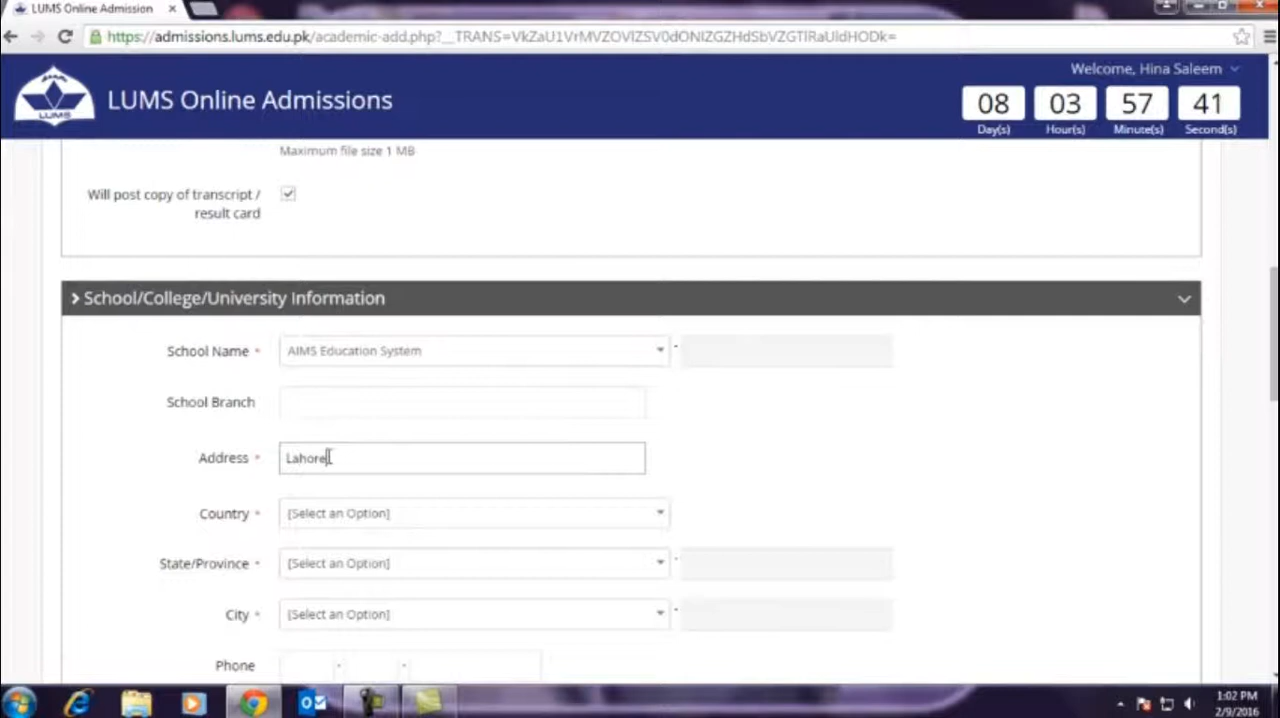 LUMS Online Admission
https://admissions.lums.edu.pk/academic-add.php?__TRANS=
Welcome, Hina Saleem
LUMS
LUMS Online Admissions
08 03 57 41
Day(s) Hour(s) Minute(s) Second(s)
Maximum file size 1 MB
Will post copy of transcript /
result card
School/College/University Information
School Name * AIMS Education System -
School Branch
Address * Lahore
Country * [Select an Option]
State/Province * [Select an Option] -
City * [Select an Option] -
Phone - -
1:02 PM
2/9/2016